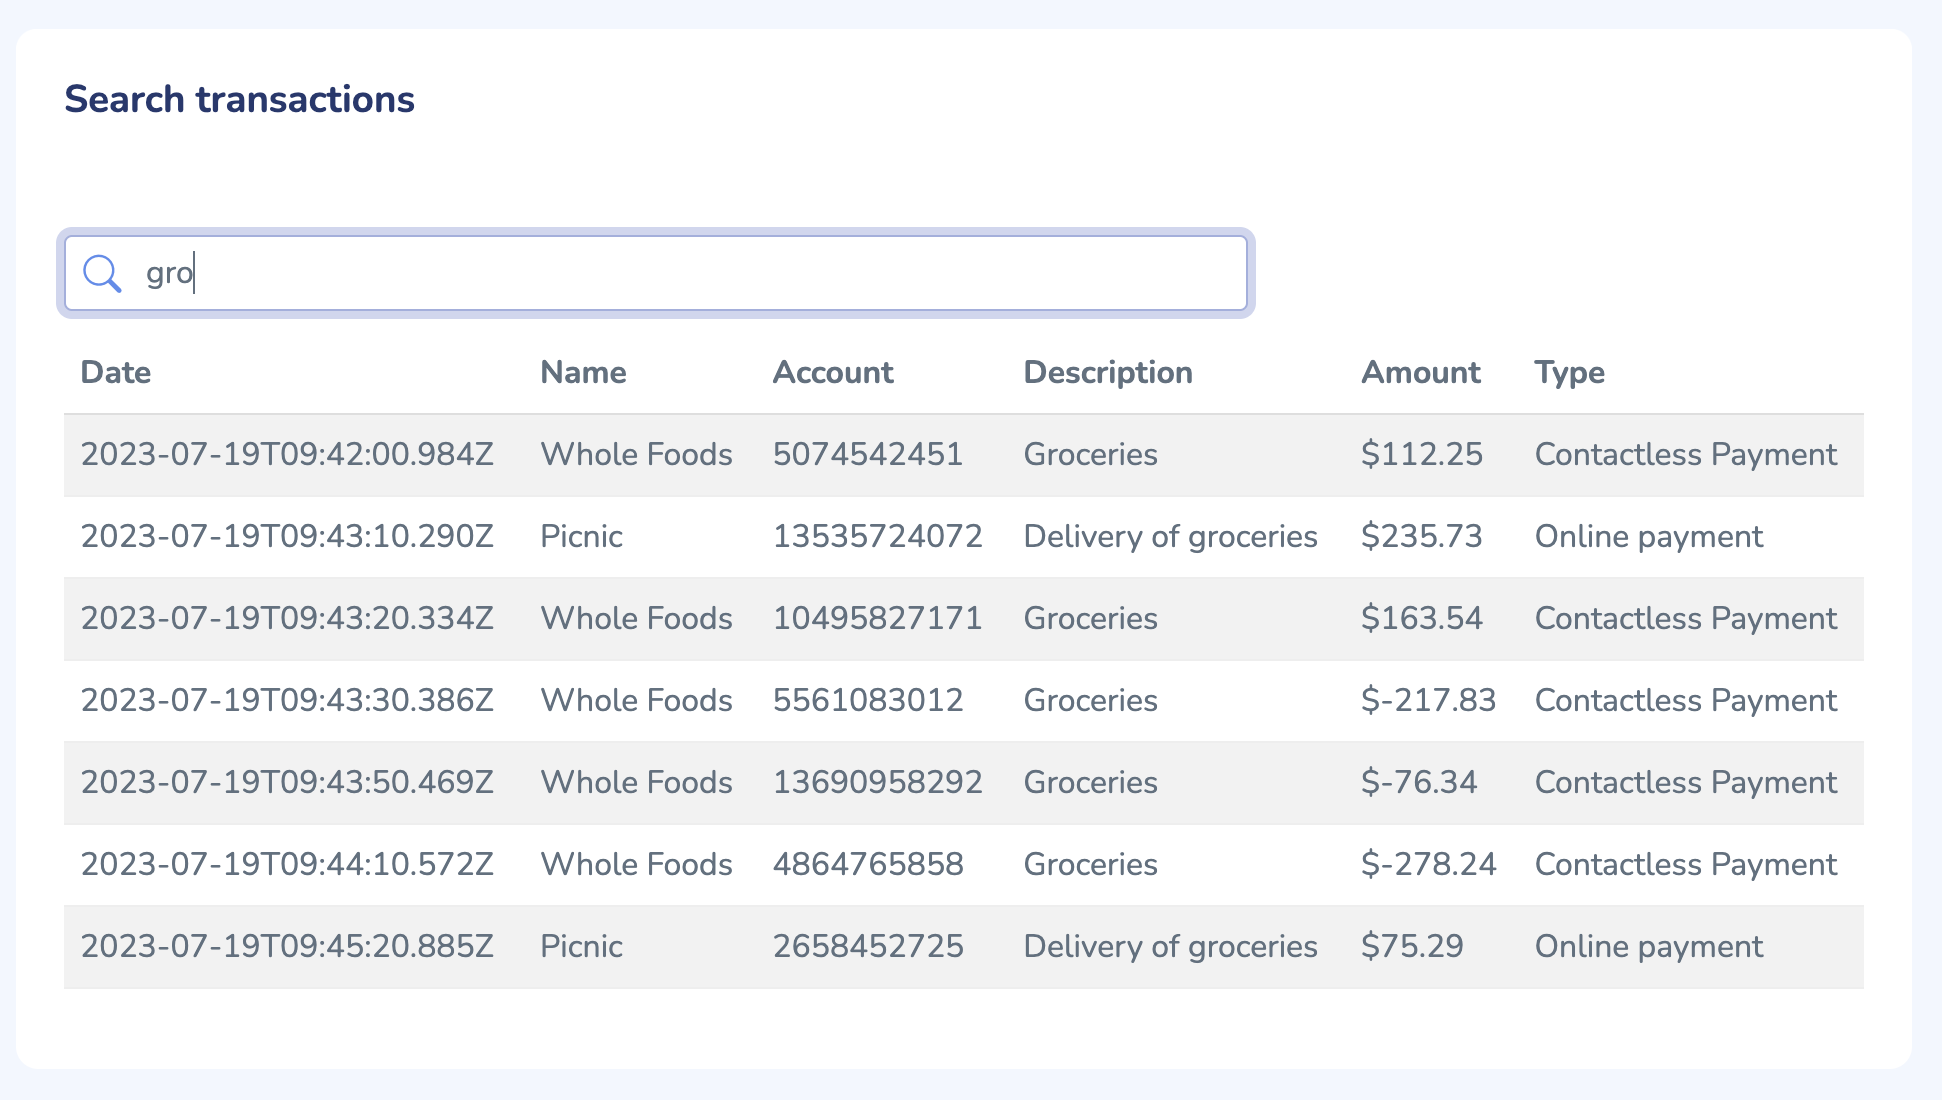 Search transactions
gro
Date Name Account Description Amount Type
2023-07-19T09:42:00.984Z Whole Foods 5074542451 Groceries $112.25 Contactless Payment
2023-07-19T09:43:10.290Z Picnic 13535724072 Delivery of groceries $235.73 Online payment
2023-07-19T09:43:20.334Z Whole Foods 10495827171 Groceries $163.54 Contactless Payment
2023-07-19T09:43:30.386Z Whole Foods 5561083012 Groceries $-217.83 Contactless Payment
2023-07-19T09:43:50.469Z Whole Foods 13690958292 Groceries $-76.34 Contactless Payment
2023-07-19T09:44:10.572Z Whole Foods 4864765858 Groceries $-278.24 Contactless Payment
2023-07-19T09:45:20.885Z Picnic 2658452725 Delivery of groceries $75.29 Online payment